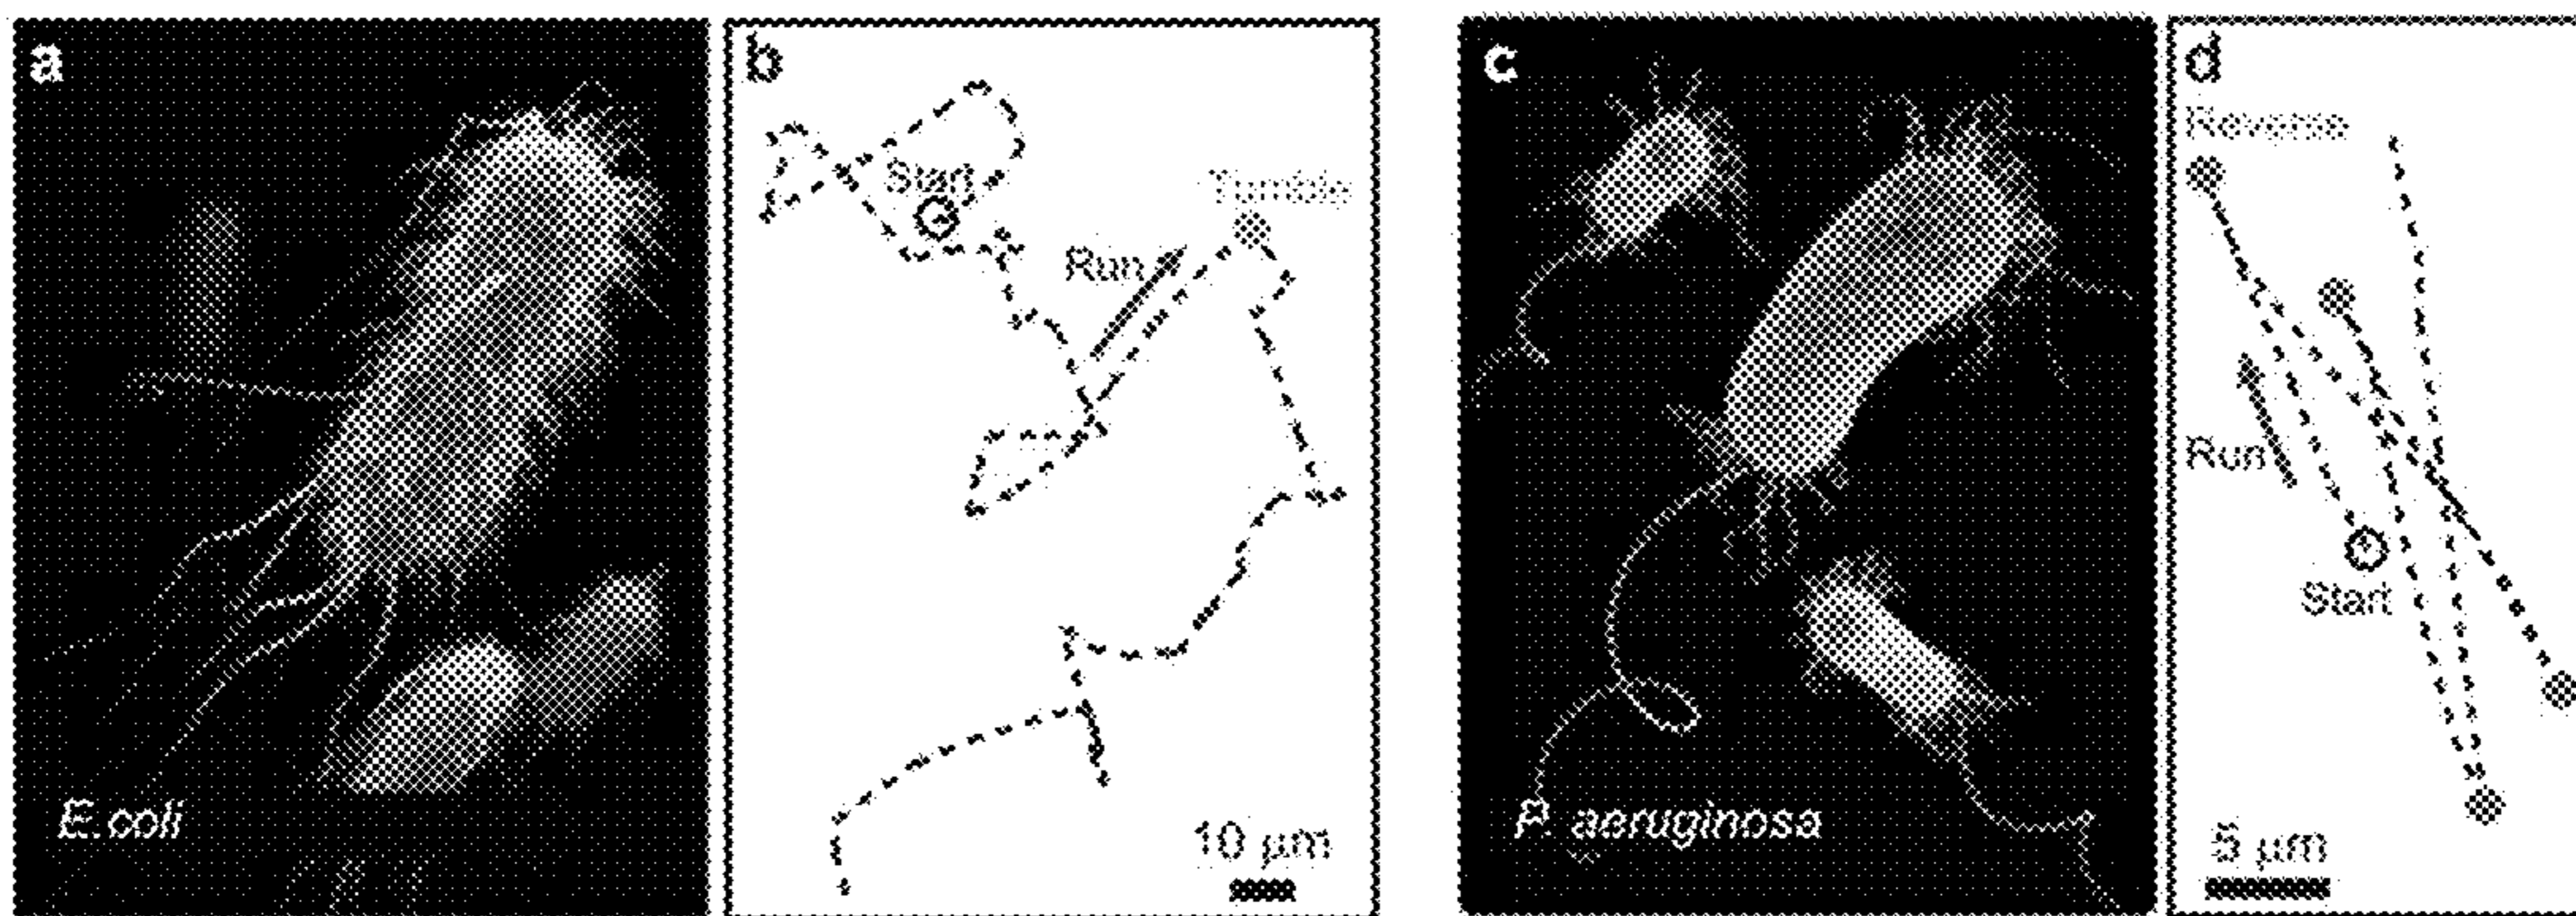 a
E. coli
b
Start
Tumble
Run
10 μm
c
P. aeruginosa
d
Reverse
Run
Start
5 μm